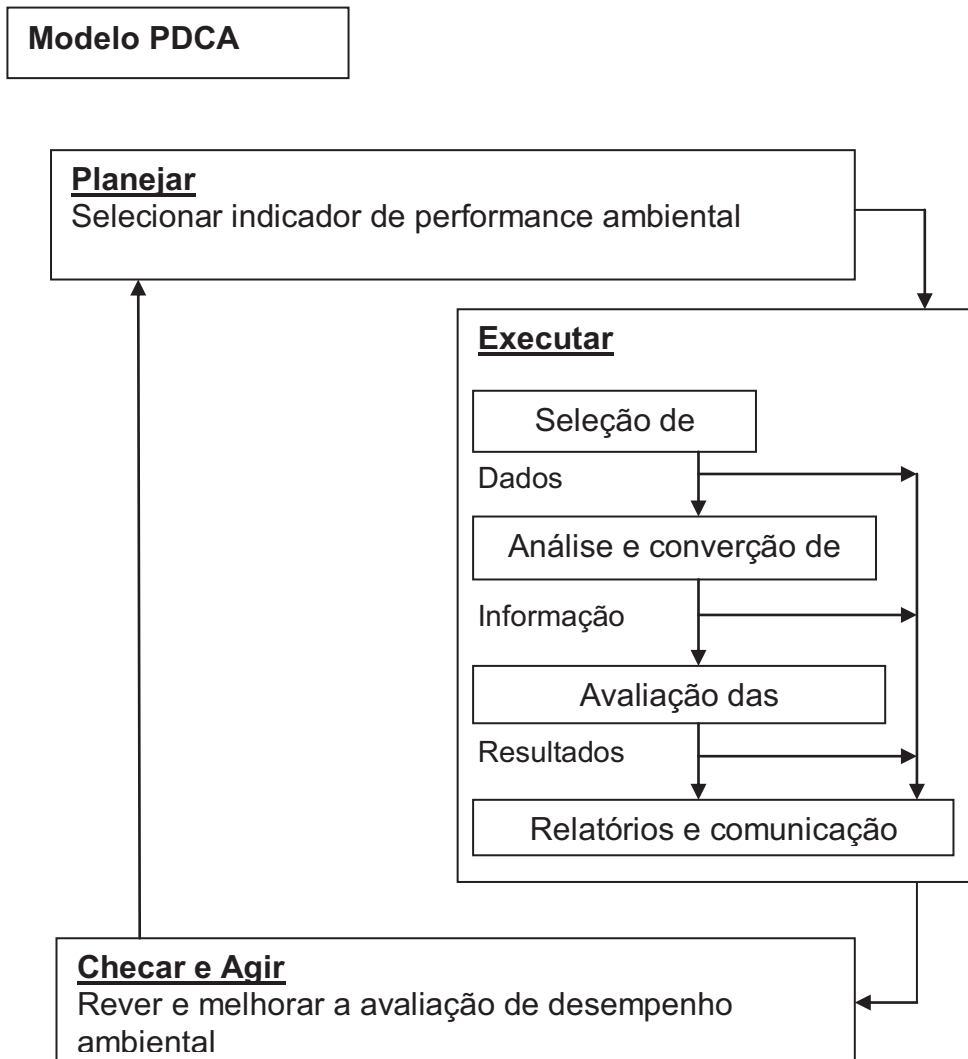 Modelo PDCA
Planejar
Selecionar indicador de performance ambiental
Executar
Seleção de
Dados
Análise e converção de
Informação
Avaliação das
Resultados
Relatórios e comunicação
Checar e Agir
Rever e melhorar a avaliação de desempenho
ambiental